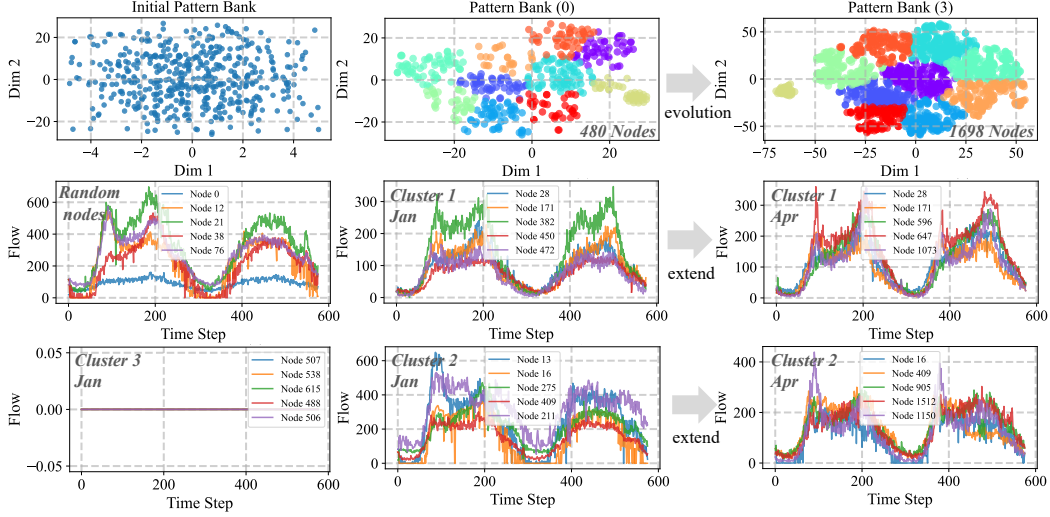 Initial Pattern Bank
Dim 2
20
0
−20
−4
−2
0
2
4
Dim 1
Pattern Bank (0)
Dim 2
20
0
−20
−20
0
20
480 Nodes
evolution
Pattern Bank (3)
Dim 2
50
0
−50
−75
−50
−25
0
25
50
Dim 1
1698 Nodes
Random
nodes
Flow
600
400
200
0
0
200
400
600
Time Step
Node 0
Node 12
Node 21
Node 38
Node 76
Cluster 1
Jan
Flow
300
200
100
0
0
200
400
600
Time Step
Node 28
Node 171
Node 382
Node 450
Node 472
extend
Cluster 1
Apr
Flow
300
200
100
0
0
200
400
600
Time Step
Node 28
Node 171
Node 596
Node 647
Node 1073
Cluster 3
Jan
Flow
0.05
0.00
−0.05
0
200
400
600
Time Step
Node 507
Node 538
Node 615
Node 488
Node 506
Cluster 2
Jan
Flow
600
400
200
0
0
200
400
600
Time Step
Node 13
Node 16
Node 275
Node 409
Node 211
extend
Cluster 2
Apr
Flow
400
200
0
0
200
400
600
Time Step
Node 16
Node 409
Node 905
Node 1512
Node 1150